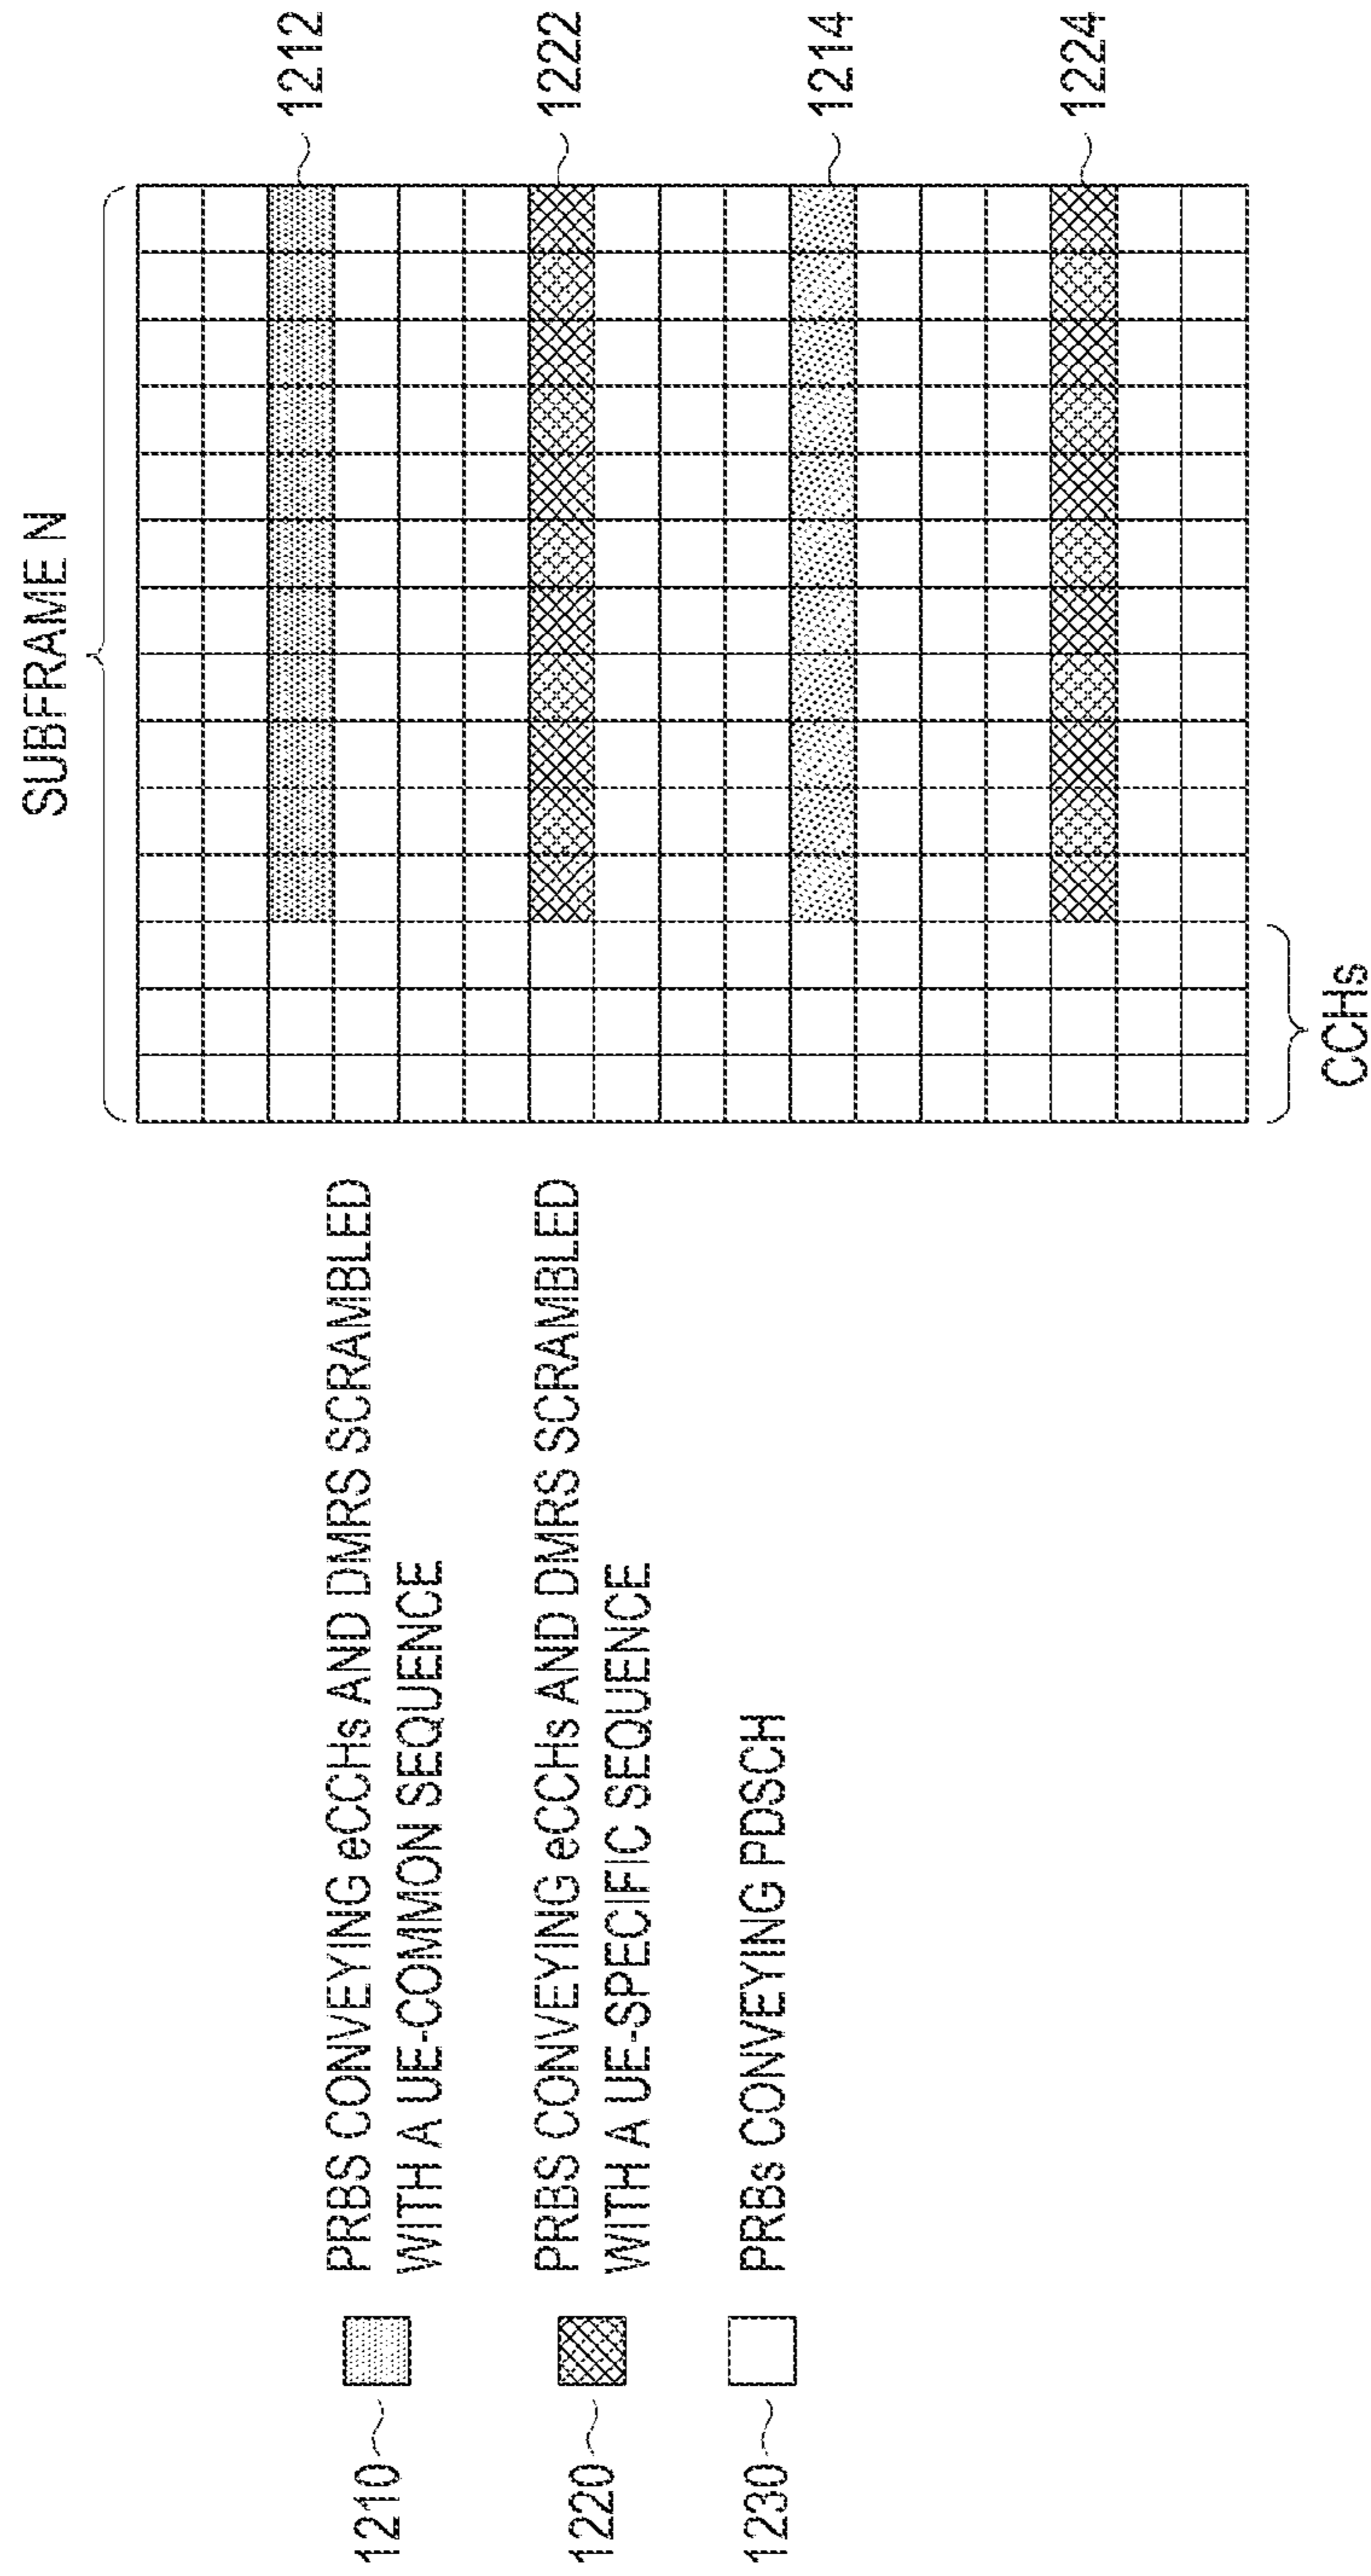 SUBFRAME N
1212
1222
1214
1224
CCHs
1210
PRBS CONVEYING eCCHs AND DMRS SCRAMBLED
WITH A UE-COMMON SEQUENCE
1220
PRBS CONVEYING eCCHs AND DMRS SCRAMBLED
WITH A UE-SPECIFIC SEQUENCE
1230
PRBs CONVEYING PDSCH